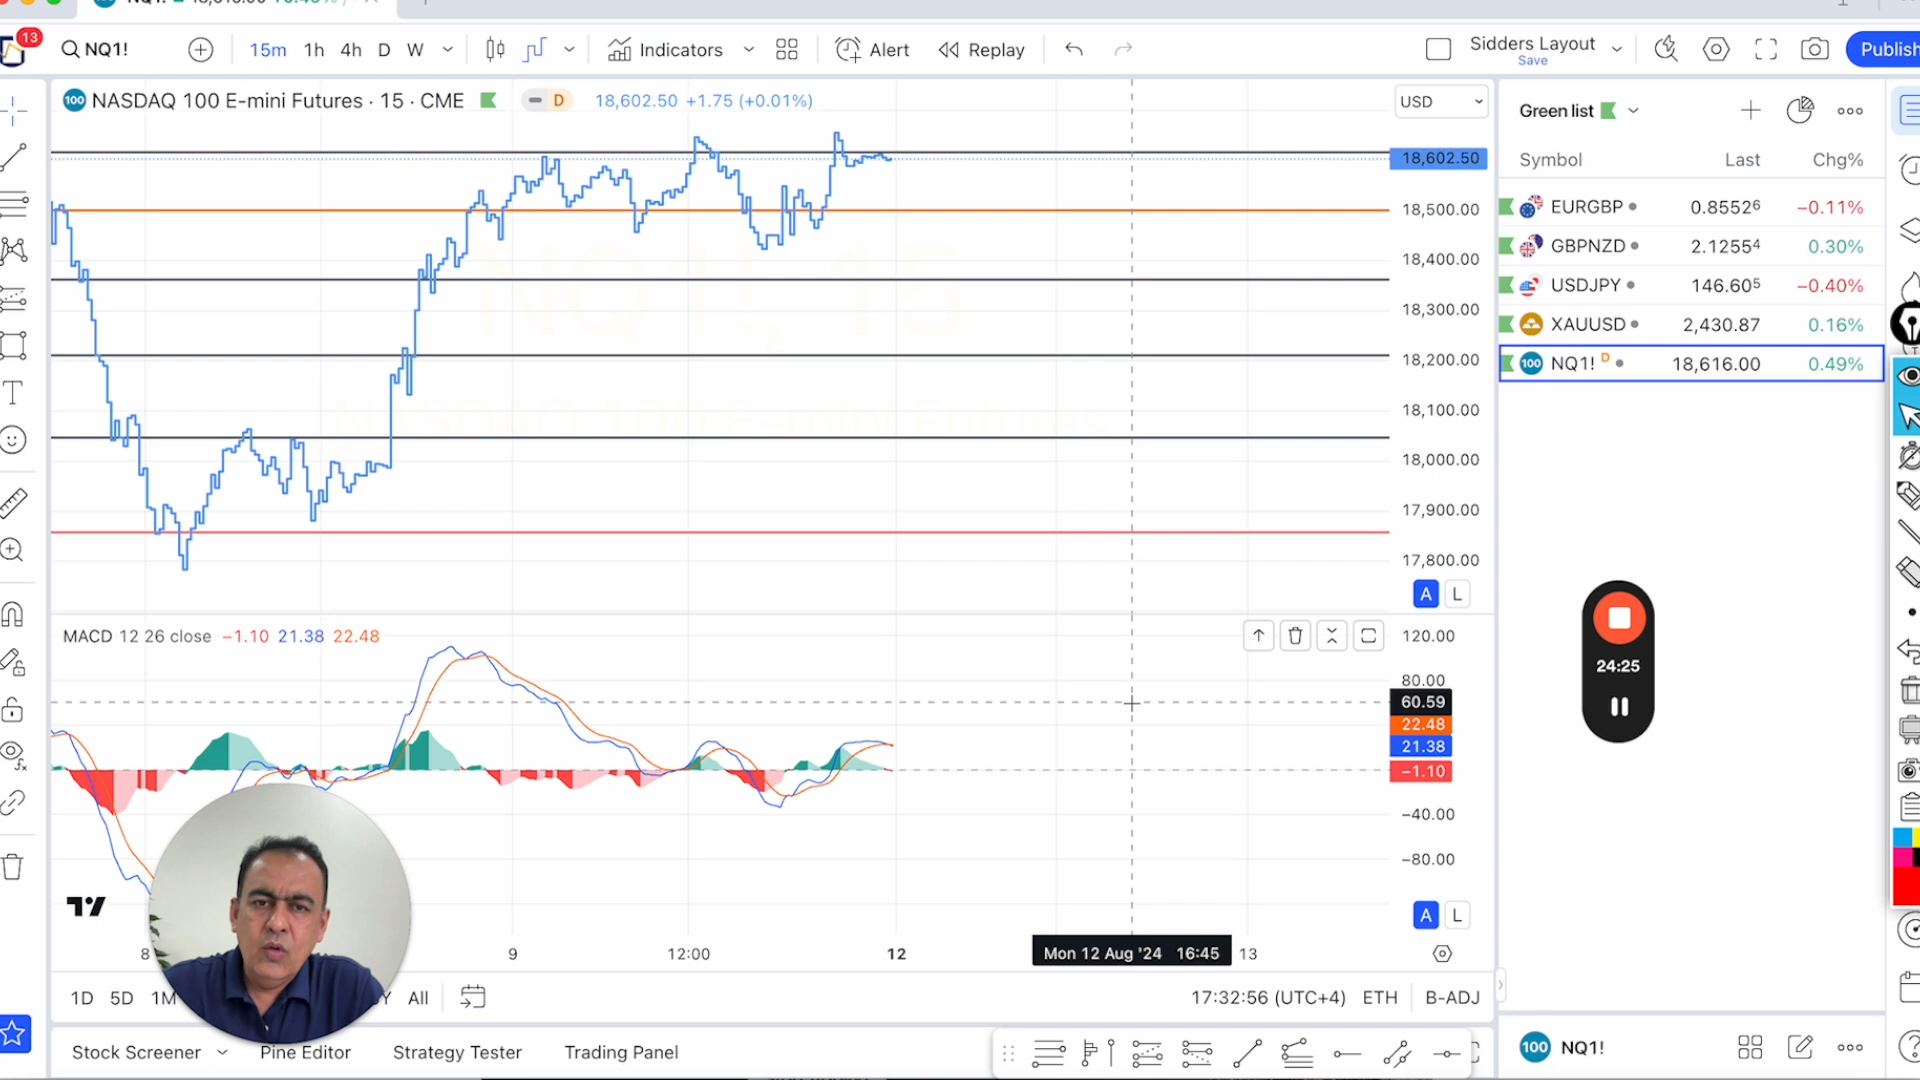 13
NQ1!
15m 1h 4h D W
Indicators
Alert
Replay
Sidders Layout
Save
Publish
100 NASDAQ 100 E-mini Futures · 15 · CME
D
18,602.50 +1.75 (+0.01%)
USD
18,602.50
18,500.00
18,400.00
18,300.00
18,200.00
18,100.00
18,000.00
17,900.00
17,800.00
A L
MACD 12 26 close −1.10 21.38 22.48
120.00
80.00
60.59
22.48
21.38
−1.10
−40.00
−80.00
A L
8 9 12:00 12 Mon 12 Aug '24 16:45 13
1D 5D 1M Y All
17:32:56 (UTC+4) ETH B-ADJ
Stock Screener Pine Editor Strategy Tester Trading Panel
Green list
Symbol Last Chg%
EURGBP 0.85526 −0.11%
GBPNZD 2.12554 0.30%
USDJPY 146.605 −0.40%
XAUUSD 2,430.87 0.16%
100 NQ1! D 18,616.00 0.49%
24:25
100 NQ1!